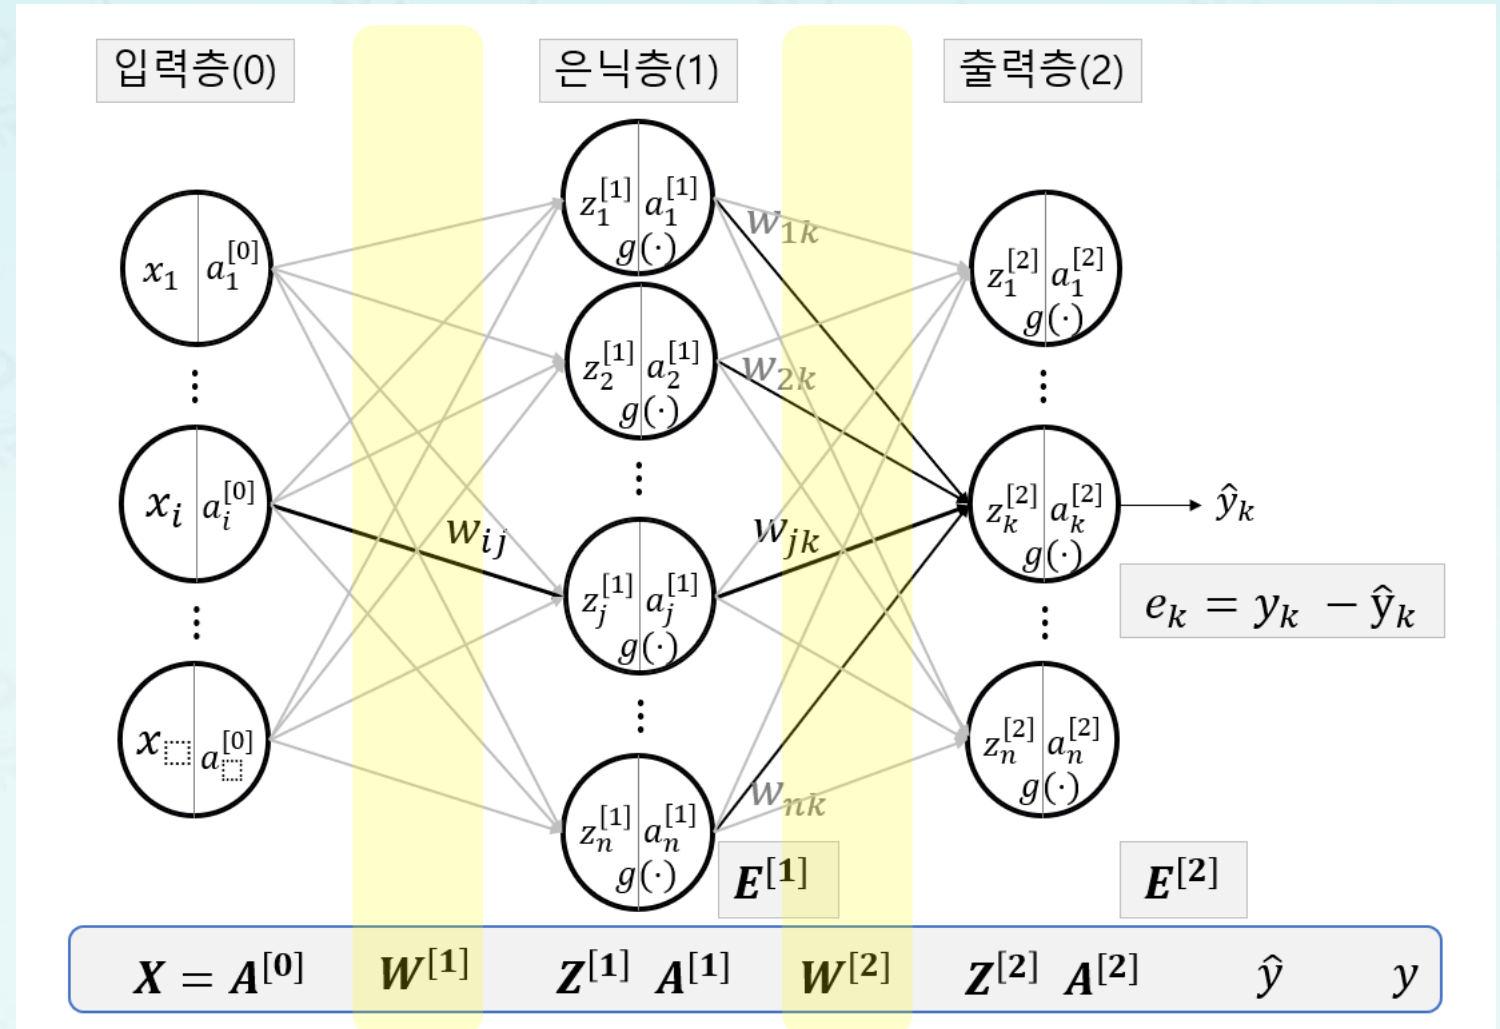 입력층(0) 은닉층(1) 출력층(2)
x₁ a₁^[0]
⋮
xᵢ aᵢ^[0]
⋮
x⬚ a⬚^[0]
wᵢⱼ
z₁^[1] a₁^[1]
g(·)
z₂^[1] a₂^[1]
g(·)
⋮
zⱼ^[1] aⱼ^[1]
g(·)
⋮
zₙ^[1] aₙ^[1]
g(·)
w₁ₖ
w₂ₖ
wⱼₖ
wₙₖ
z₁^[2] a₁^[2]
g(·)
⋮
zₖ^[2] aₖ^[2]
g(·)
⋮
zₙ^[2] aₙ^[2]
g(·)
ŷₖ
eₖ = yₖ − ŷₖ
E^[1] E^[2]
X = A^[0] W^[1] Z^[1] A^[1] W^[2] Z^[2] A^[2] ŷ y